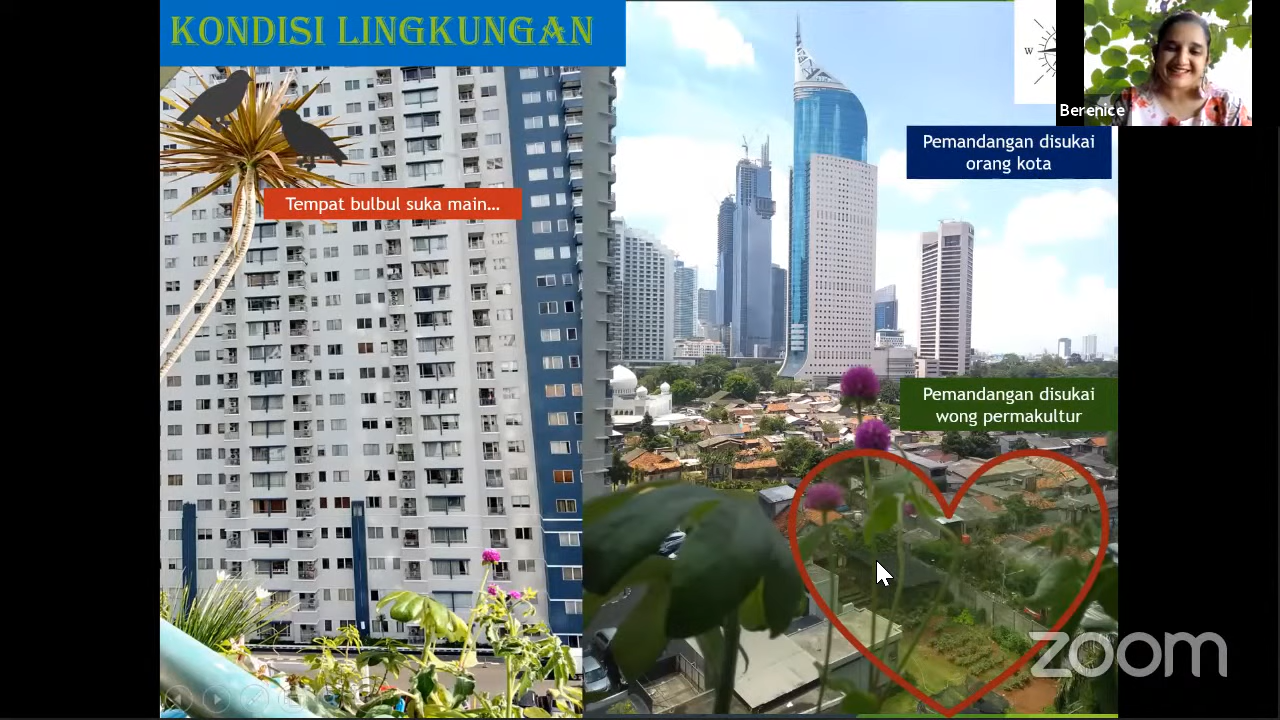 KONDISI LINGKUNGAN
Tempat bulbul suka main...
W
Pemandangan disukai
orang kota
Berenice
Pemandangan disukai
wong permakultur
zoom